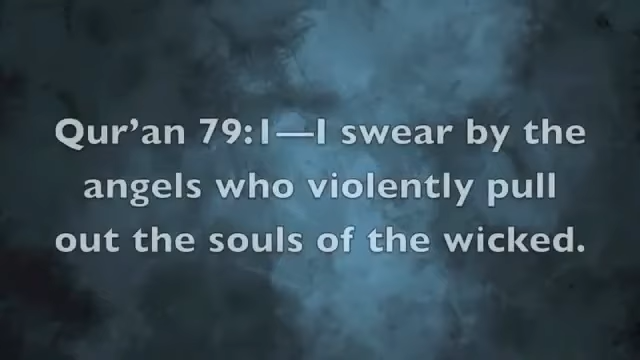 Qur'an 79:1—I swear by the
angels who violently pull
out the souls of the wicked.